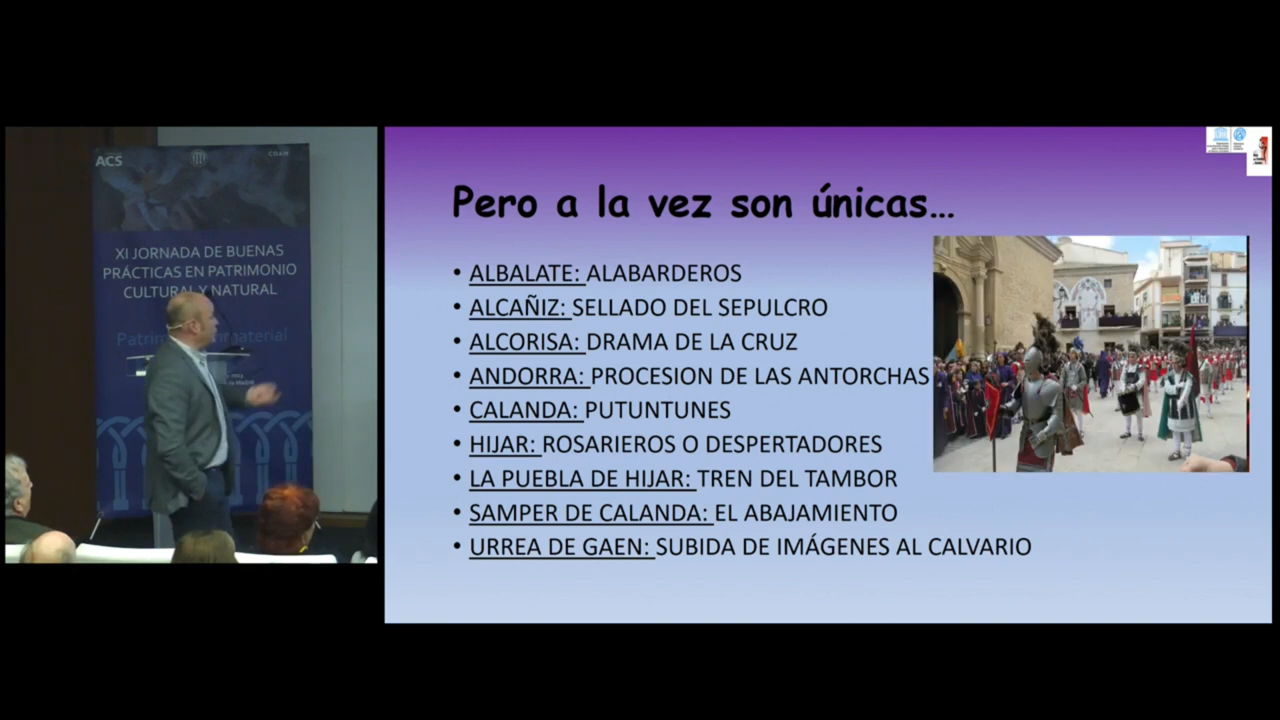 ACS
COAM
XI JORNADA DE BUENAS
PRÁCTICAS EN PATRIMONIO
CULTURAL Y NATURAL
Pero a la vez son únicas...
• ALBALATE: ALABARDEROS
• ALCAÑIZ: SELLADO DEL SEPULCRO
• ALCORISA: DRAMA DE LA CRUZ
• ANDORRA: PROCESION DE LAS ANTORCHAS
• CALANDA: PUTUNTUNES
• HIJAR: ROSARIEROS O DESPERTADORES
• LA PUEBLA DE HIJAR: TREN DEL TAMBOR
• SAMPER DE CALANDA: EL ABAJAMIENTO
• URREA DE GAEN: SUBIDA DE IMÁGENES AL CALVARIO